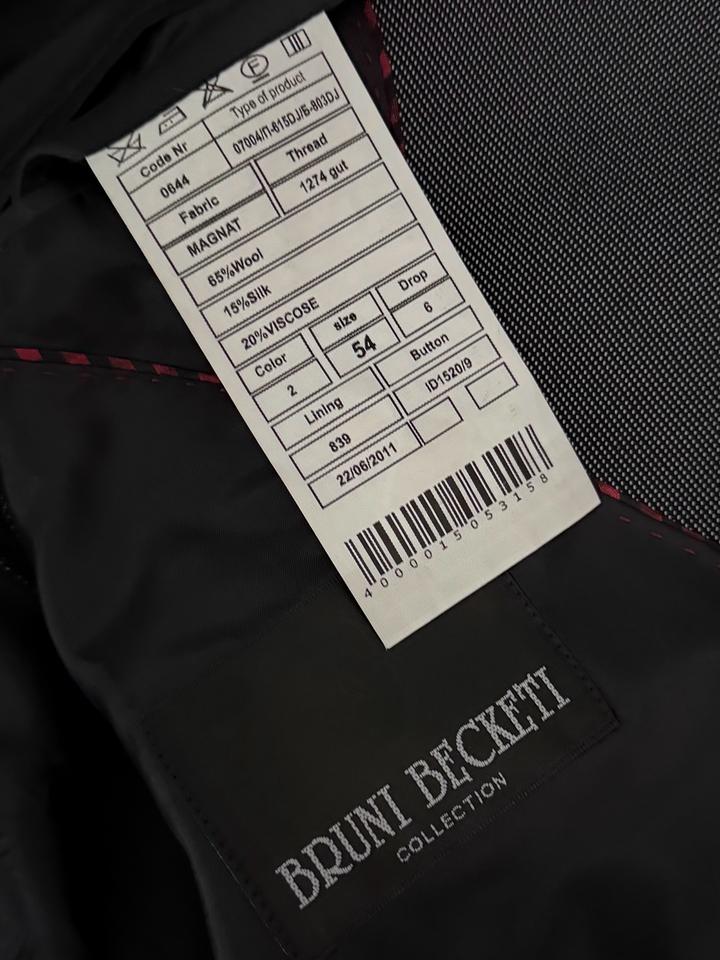 Type of product
Code Nr
07004/П-615DJ/Б-803DJ
0644
Thread
Fabric
1274 gut
MAGNAT
65%Wool
15%Silk
20%VISCOSE
Color
size
Drop
2
54
6
Lining
Button
839
ID1520/9
22/06/2011
4000015053158
BRUNI BECKETI
COLLECTION